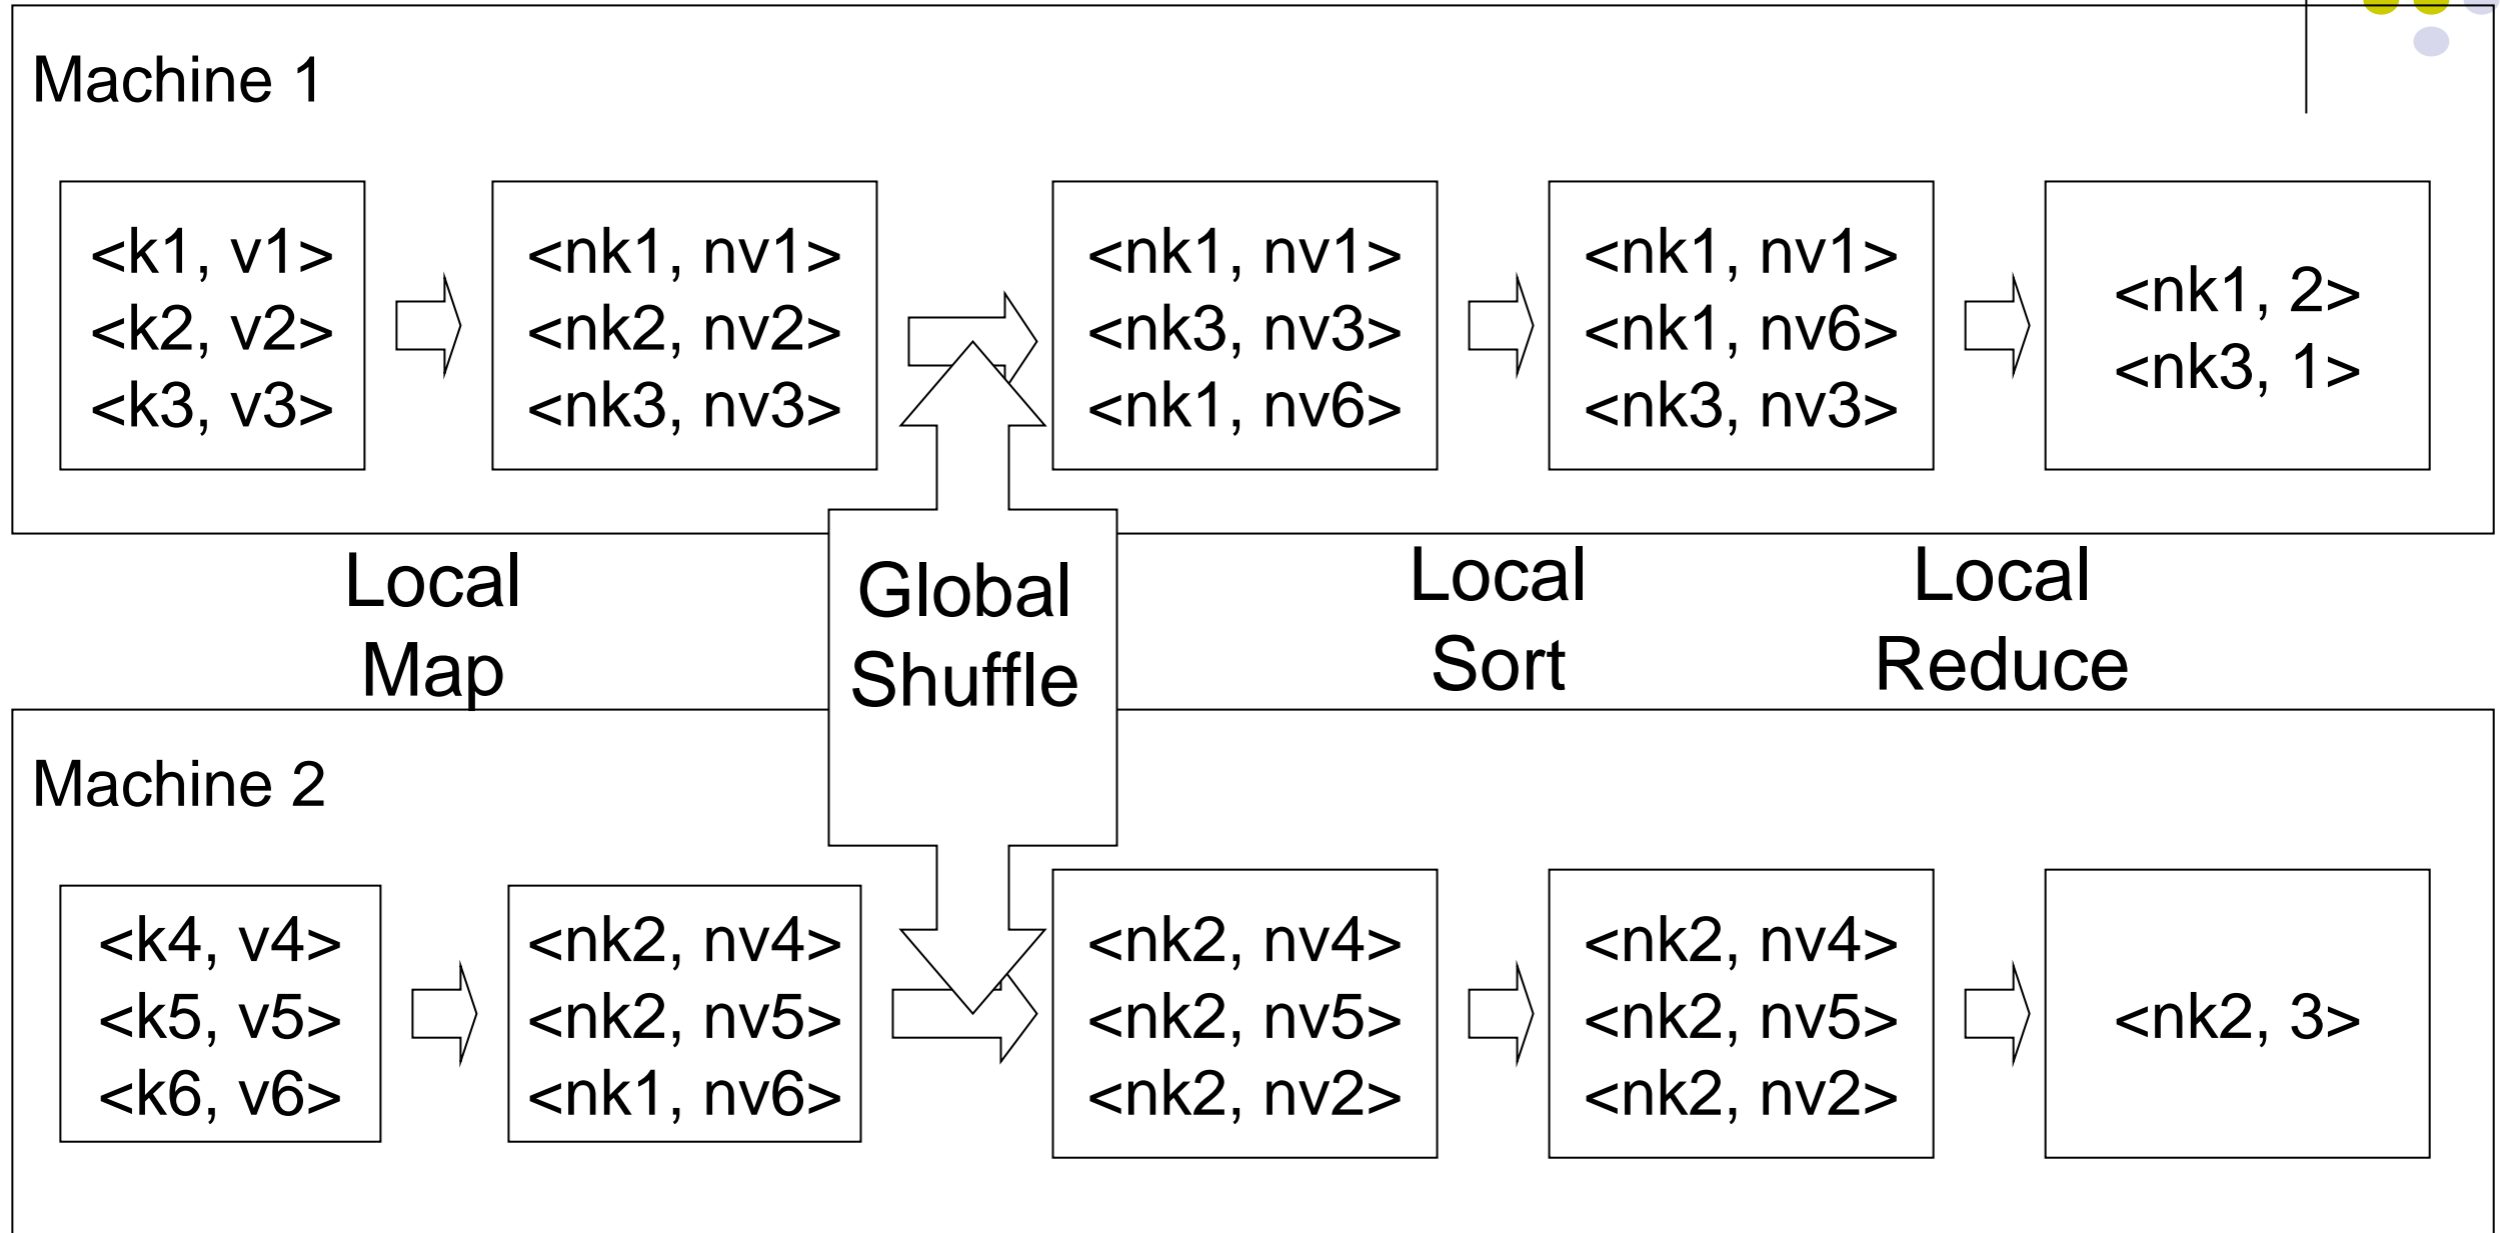 Machine 1
<k1, v1>
<k2, v2>
<k3, v3>
<nk1, nv1>
<nk2, nv2>
<nk3, nv3>
<nk1, nv1>
<nk3, nv3>
<nk1, nv6>
<nk1, nv1>
<nk1, nv6>
<nk3, nv3>
<nk1, 2>
<nk3, 1>
Local
Map
Global
Shuffle
Local
Sort
Local
Reduce
Machine 2
<k4, v4>
<k5, v5>
<k6, v6>
<nk2, nv4>
<nk2, nv5>
<nk1, nv6>
<nk2, nv4>
<nk2, nv5>
<nk2, nv2>
<nk2, nv4>
<nk2, nv5>
<nk2, nv2>
<nk2, 3>